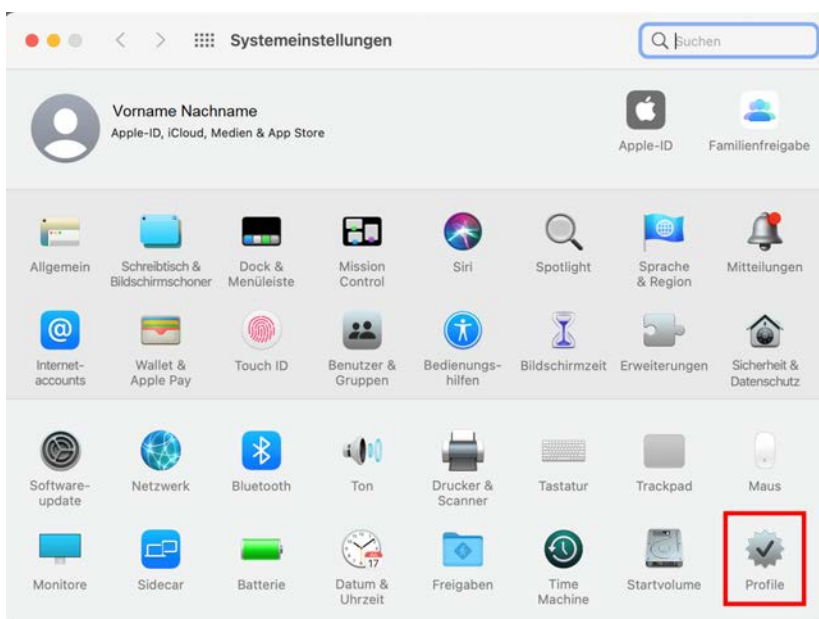 Systemeinstellungen
Suchen
Vorname Nachname
Apple-ID, iCloud, Medien & App Store
Apple-ID
Familienfreigabe
Allgemein
Schreibtisch &
Bildschirmschoner
Dock &
Menüleiste
Mission
Control
Siri
Spotlight
Sprache
& Region
Mitteilungen
Internet-
accounts
Wallet &
Apple Pay
Touch ID
Benutzer &
Gruppen
Bedienungs-
hilfen
Bildschirmzeit
Erweiterungen
Sicherheit &
Datenschutz
Software-
update
Netzwerk
Bluetooth
Ton
Drucker &
Scanner
Tastatur
Trackpad
Maus
Monitore
Sidecar
Batterie
17
Datum &
Uhrzeit
Freigaben
Time
Machine
Startvolume
Profile